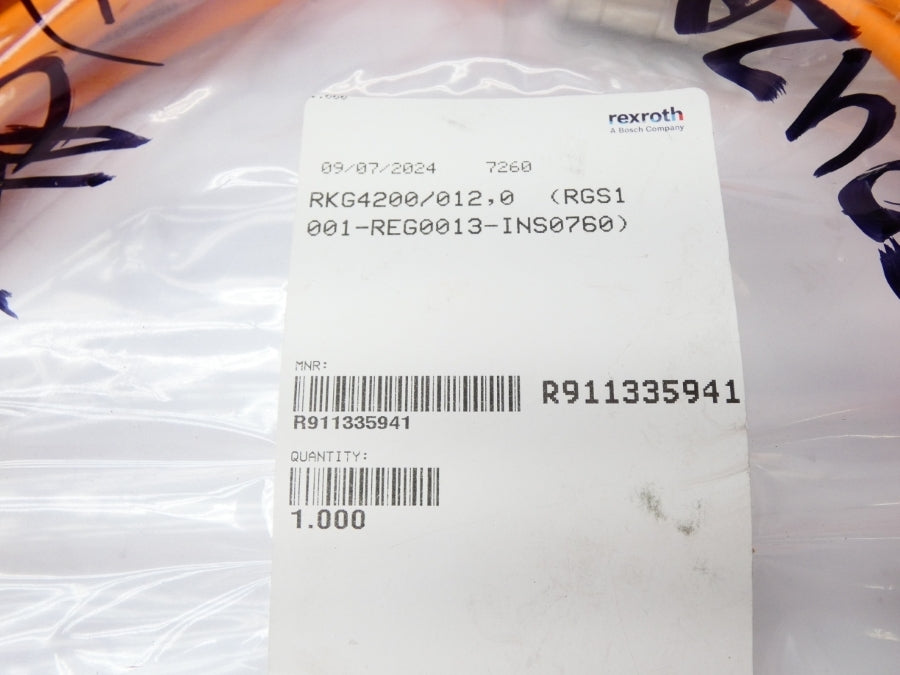 rexroth
A Bosch Company
09/07/2024 7260
RKG4200/012,0 (RGS1
001-REG0013-INS0760)
MNR:
R911335941
R911335941
QUANTITY:
1.000